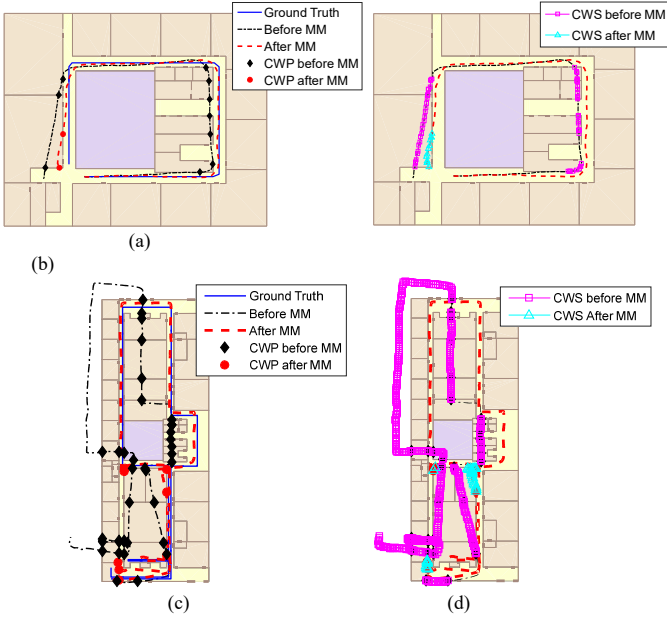 Ground Truth
Before MM
After MM
CWP before MM
CWP after MM
CWS before MM
CWS after MM
(a)
(b)
Ground Truth
Before MM
After MM
CWP before MM
CWP after MM
CWS before MM
CWS After MM
(c)
(d)